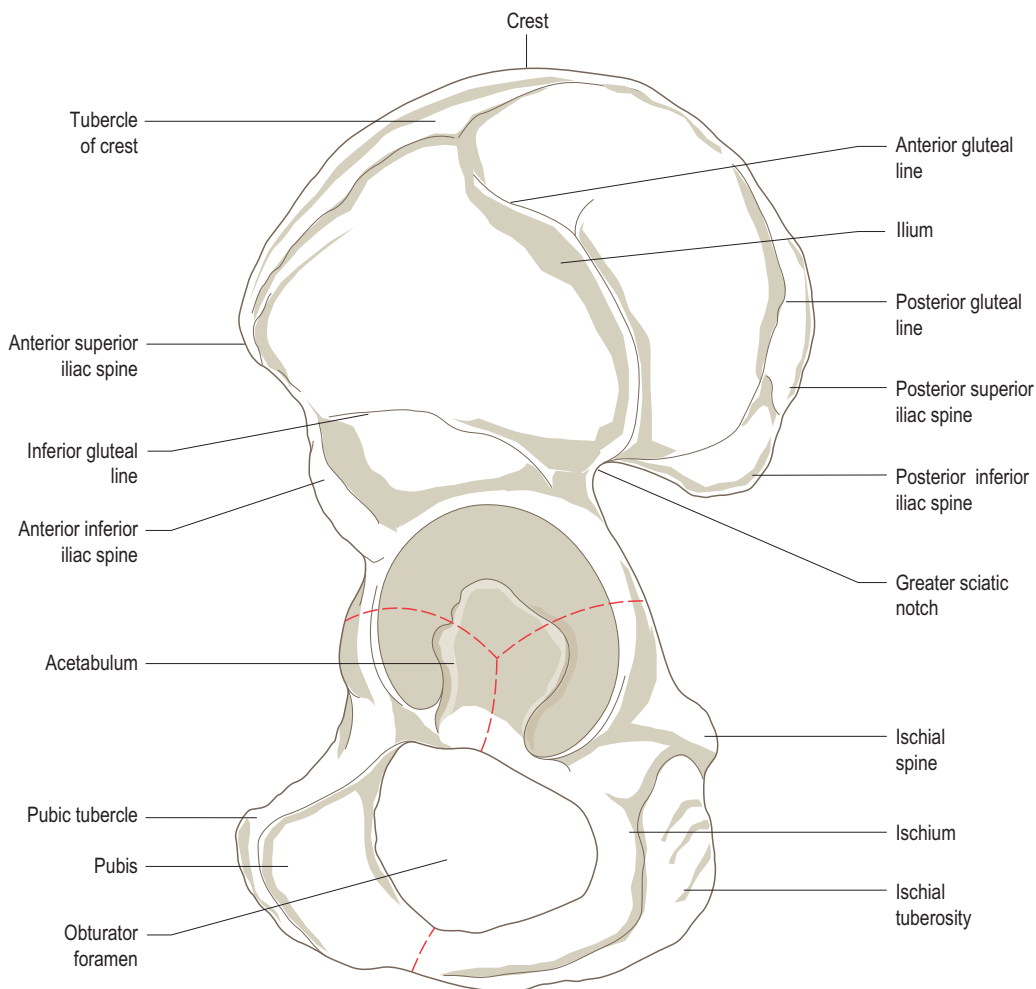 Crest
Tubercle
of crest
Anterior gluteal
line
Ilium
Posterior gluteal
line
Anterior superior
iliac spine
Posterior superior
iliac spine
Inferior gluteal
line
Posterior inferior
iliac spine
Anterior inferior
iliac spine
Greater sciatic
notch
Acetabulum
Ischial
spine
Pubic tubercle
Ischium
Pubis
Ischial
tuberosity
Obturator
foramen